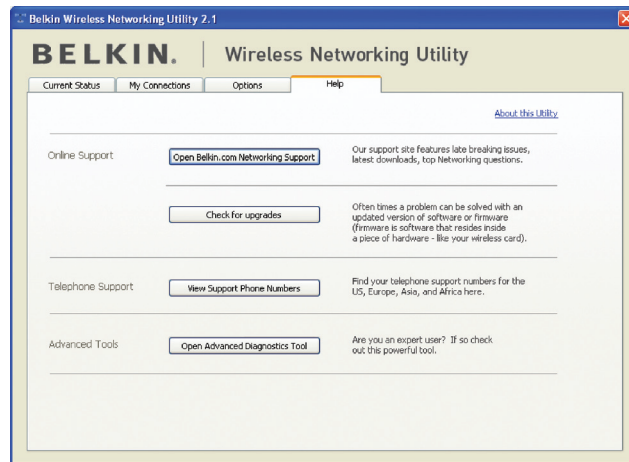 Belkin Wireless Networking Utility 2.1
BELKIN. Wireless Networking Utility
Current Status My Connections Options Help
About this Utility
Online Support
Open Belkin.com Networking Support
Our support site features late breaking issues,
latest downloads, top Networking questions.
Check for upgrades
Often times a problem can be solved with an
updated version of software or firmware
(firmware is software that resides inside
a piece of hardware - like your wireless card).
Telephone Support
View Support Phone Numbers
Find your telephone support numbers for the
US, Europe, Asia, and Africa here.
Advanced Tools
Open Advanced Diagnostics Tool
Are you an expert user? If so check
out this powerful tool.